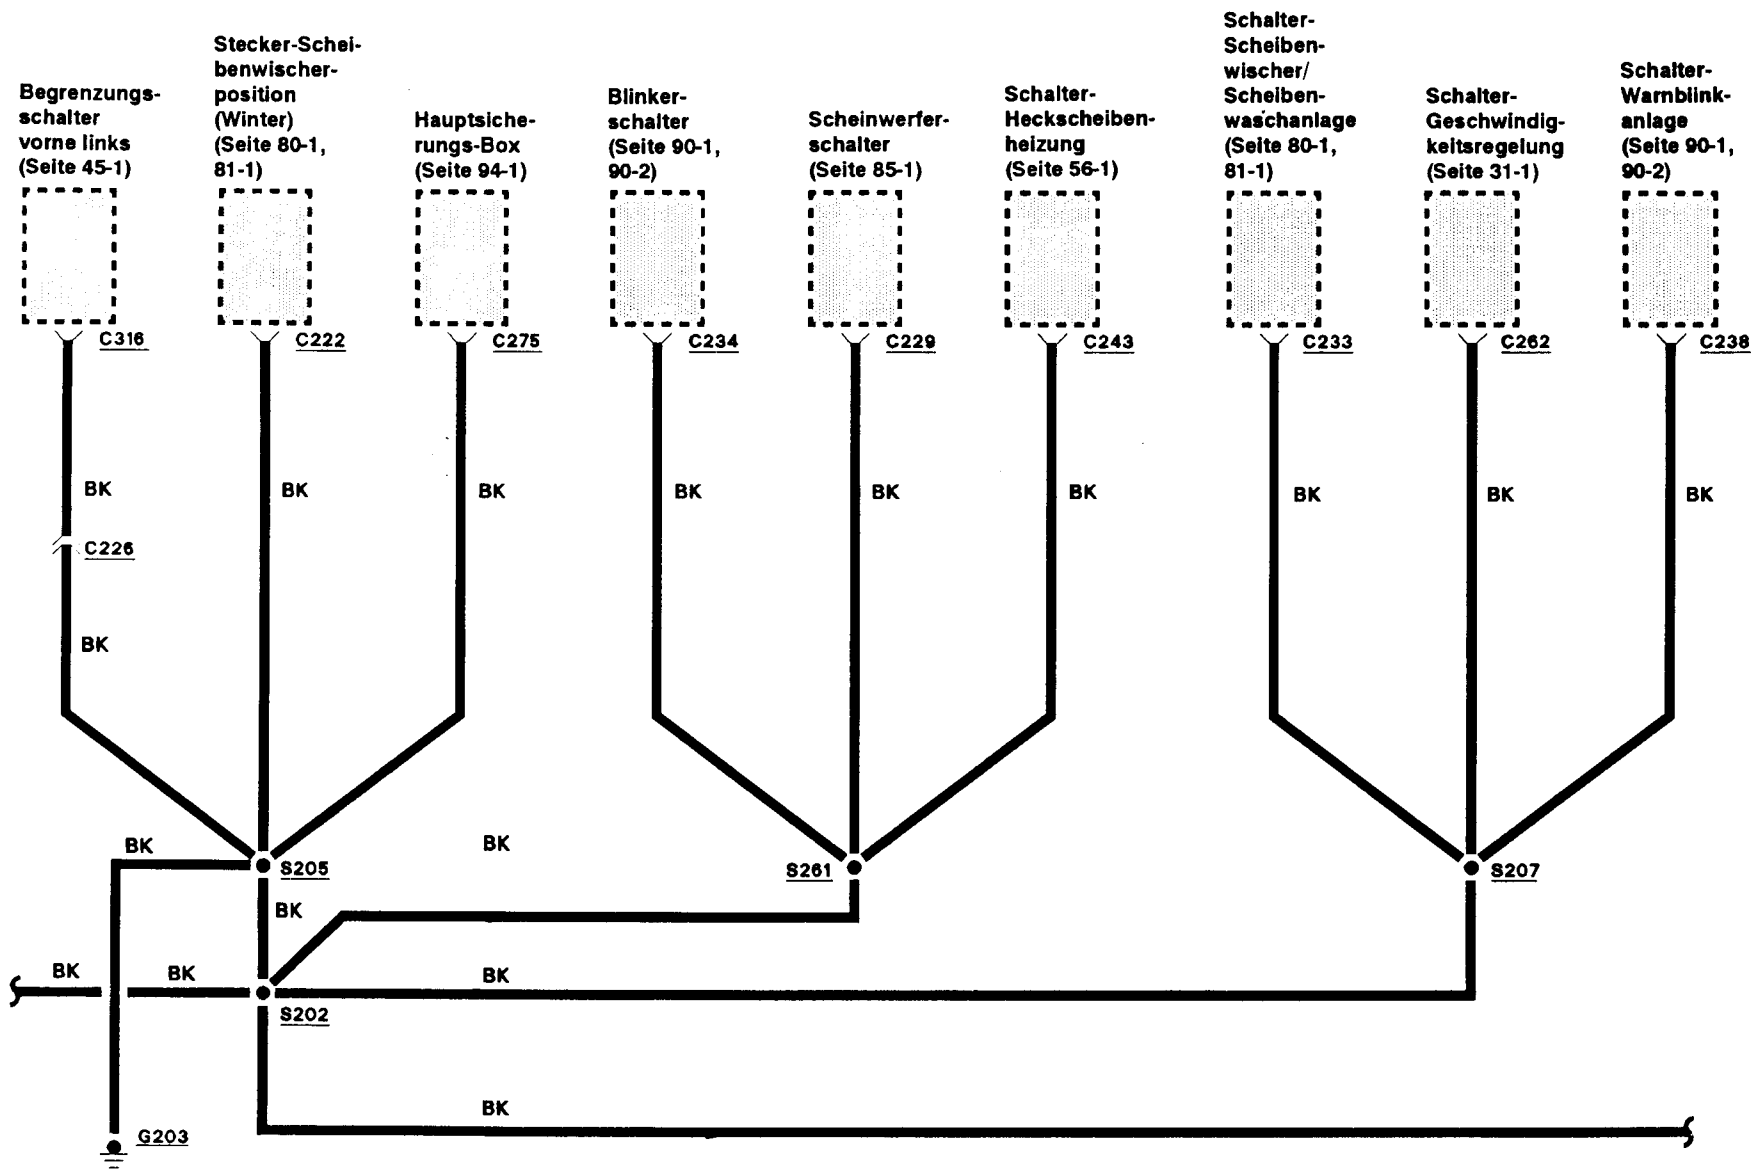 Begrenzungs-
schalter
vorne links
(Seite 45-1)
Stecker-Schei-
benwischer-
position
(Winter)
(Seite 80-1,
81-1)
Hauptsiche-
rungs-Box
(Seite 94-1)
Blinker-
schalter
(Seite 90-1,
90-2)
Scheinwerfer-
schalter
(Seite 85-1)
Schalter-
Heckscheiben-
heizung
(Seite 56-1)
Schalter-
Scheiben-
wischer/
Scheiben-
waschanlage
(Seite 80-1,
81-1)
Schalter-
Geschwindig-
keitsregelung
(Seite 31-1)
Schalter-
Warnblink-
anlage
(Seite 90-1,
90-2)
C316
C222
C275
C234
C229
C243
C233
C262
C238
BK
BK
BK
BK
BK
BK
BK
BK
BK
C226
BK
BK
BK
S205
S261
S207
BK
BK
BK
BK
S202
BK
G203